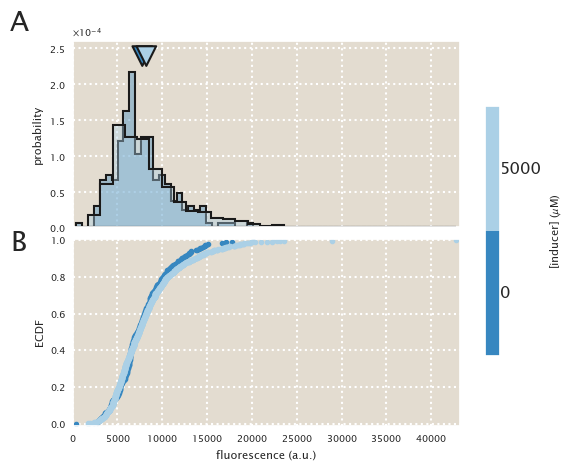 A
×10⁻⁴
2.5
2.0
1.5
1.0
0.5
0.0
probability
B
1.0
0.8
0.6
0.4
0.2
0.0
ECDF
0 5000 10000 15000 20000 25000 30000 35000 40000
fluorescence (a.u.)
5000
0
[inducer] (μM)